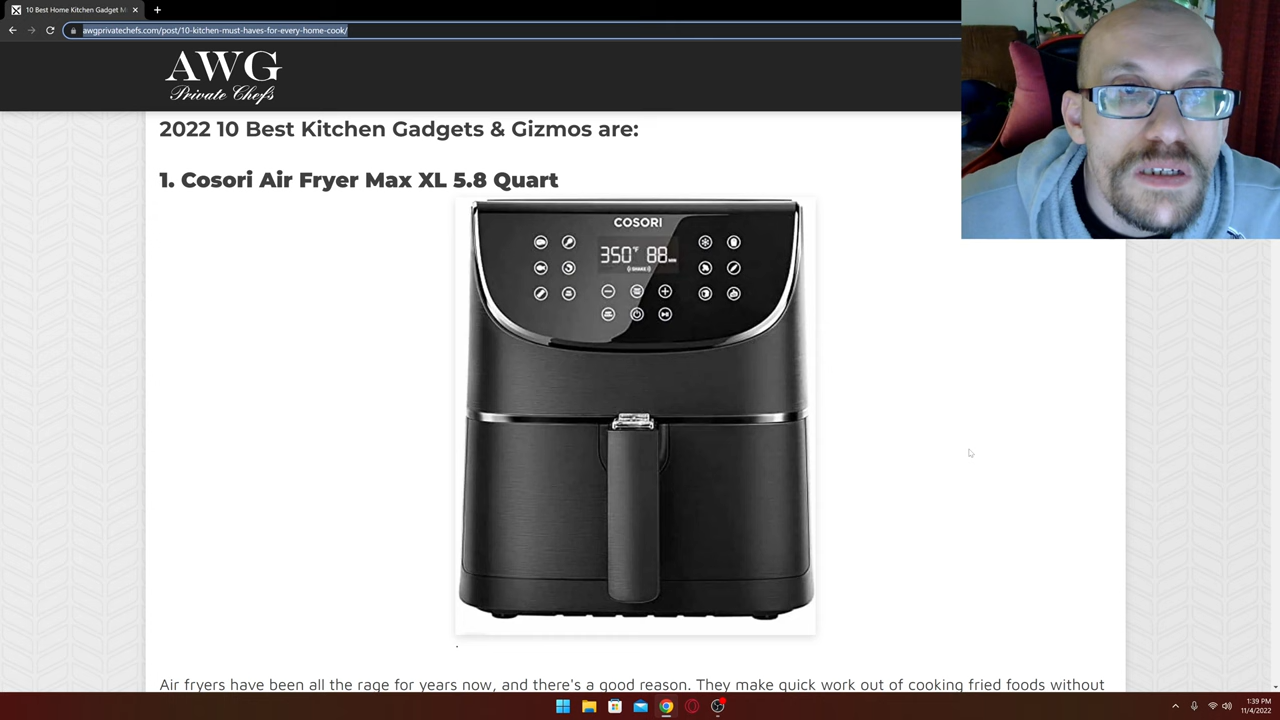 10 Best Home Kitchen Gadget M
awgprivatechefs.com/post/10-kitchen-must-haves-for-every-home-cook/
AWG
Private Chefs
2022 10 Best Kitchen Gadgets & Gizmos are:
1. Cosori Air Fryer Max XL 5.8 Quart
COSORI
350°F 88
SHAKE
.
Air fryers have been all the rage for years now, and there's a good reason. They make quick work out of cooking fried foods without
1:39 PM
11/4/2022